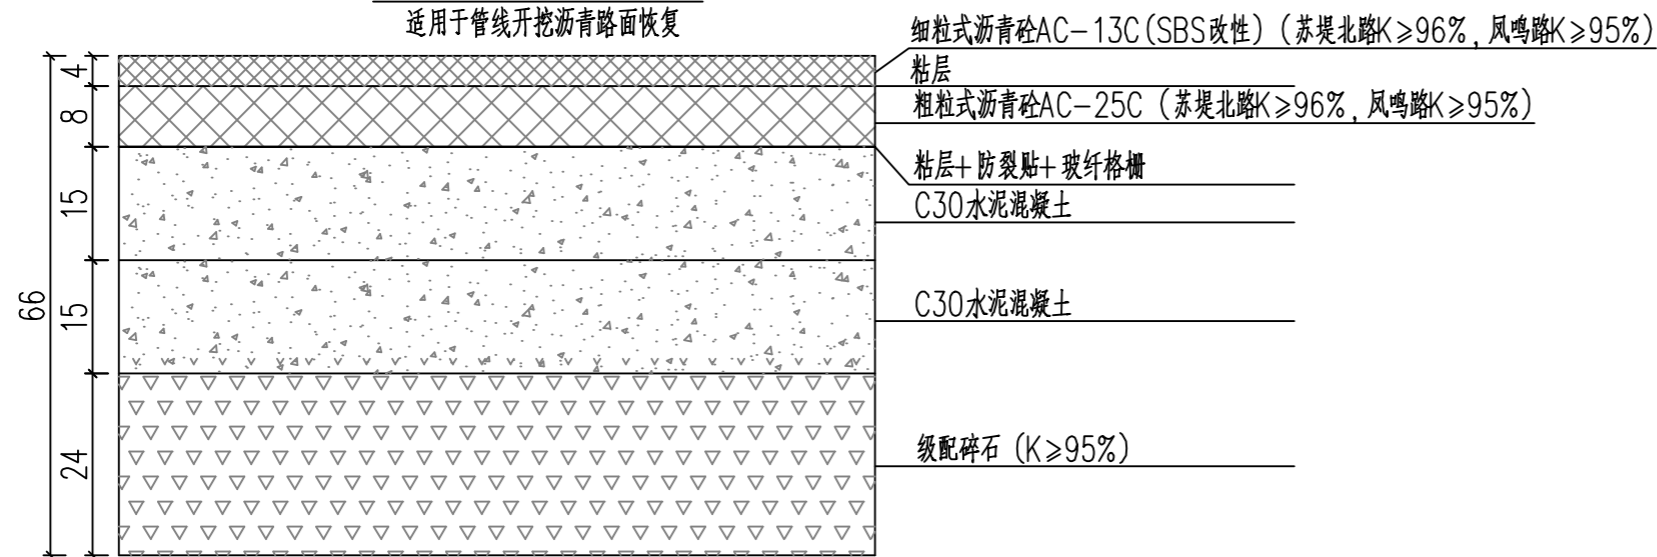 适用于管线开挖沥青路面恢复
细粒式沥青砼AC-13C(SBS改性)(苏堤北路K≥96%,凤鸣路K≥95%)
粘层
粗粒式沥青砼AC-25C(苏堤北路K≥96%,凤鸣路K≥95%)
粘层+防裂贴+玻纤格栅
C30水泥混凝土
C30水泥混凝土
级配碎石(K≥95%)
4
8
15
15
24
66